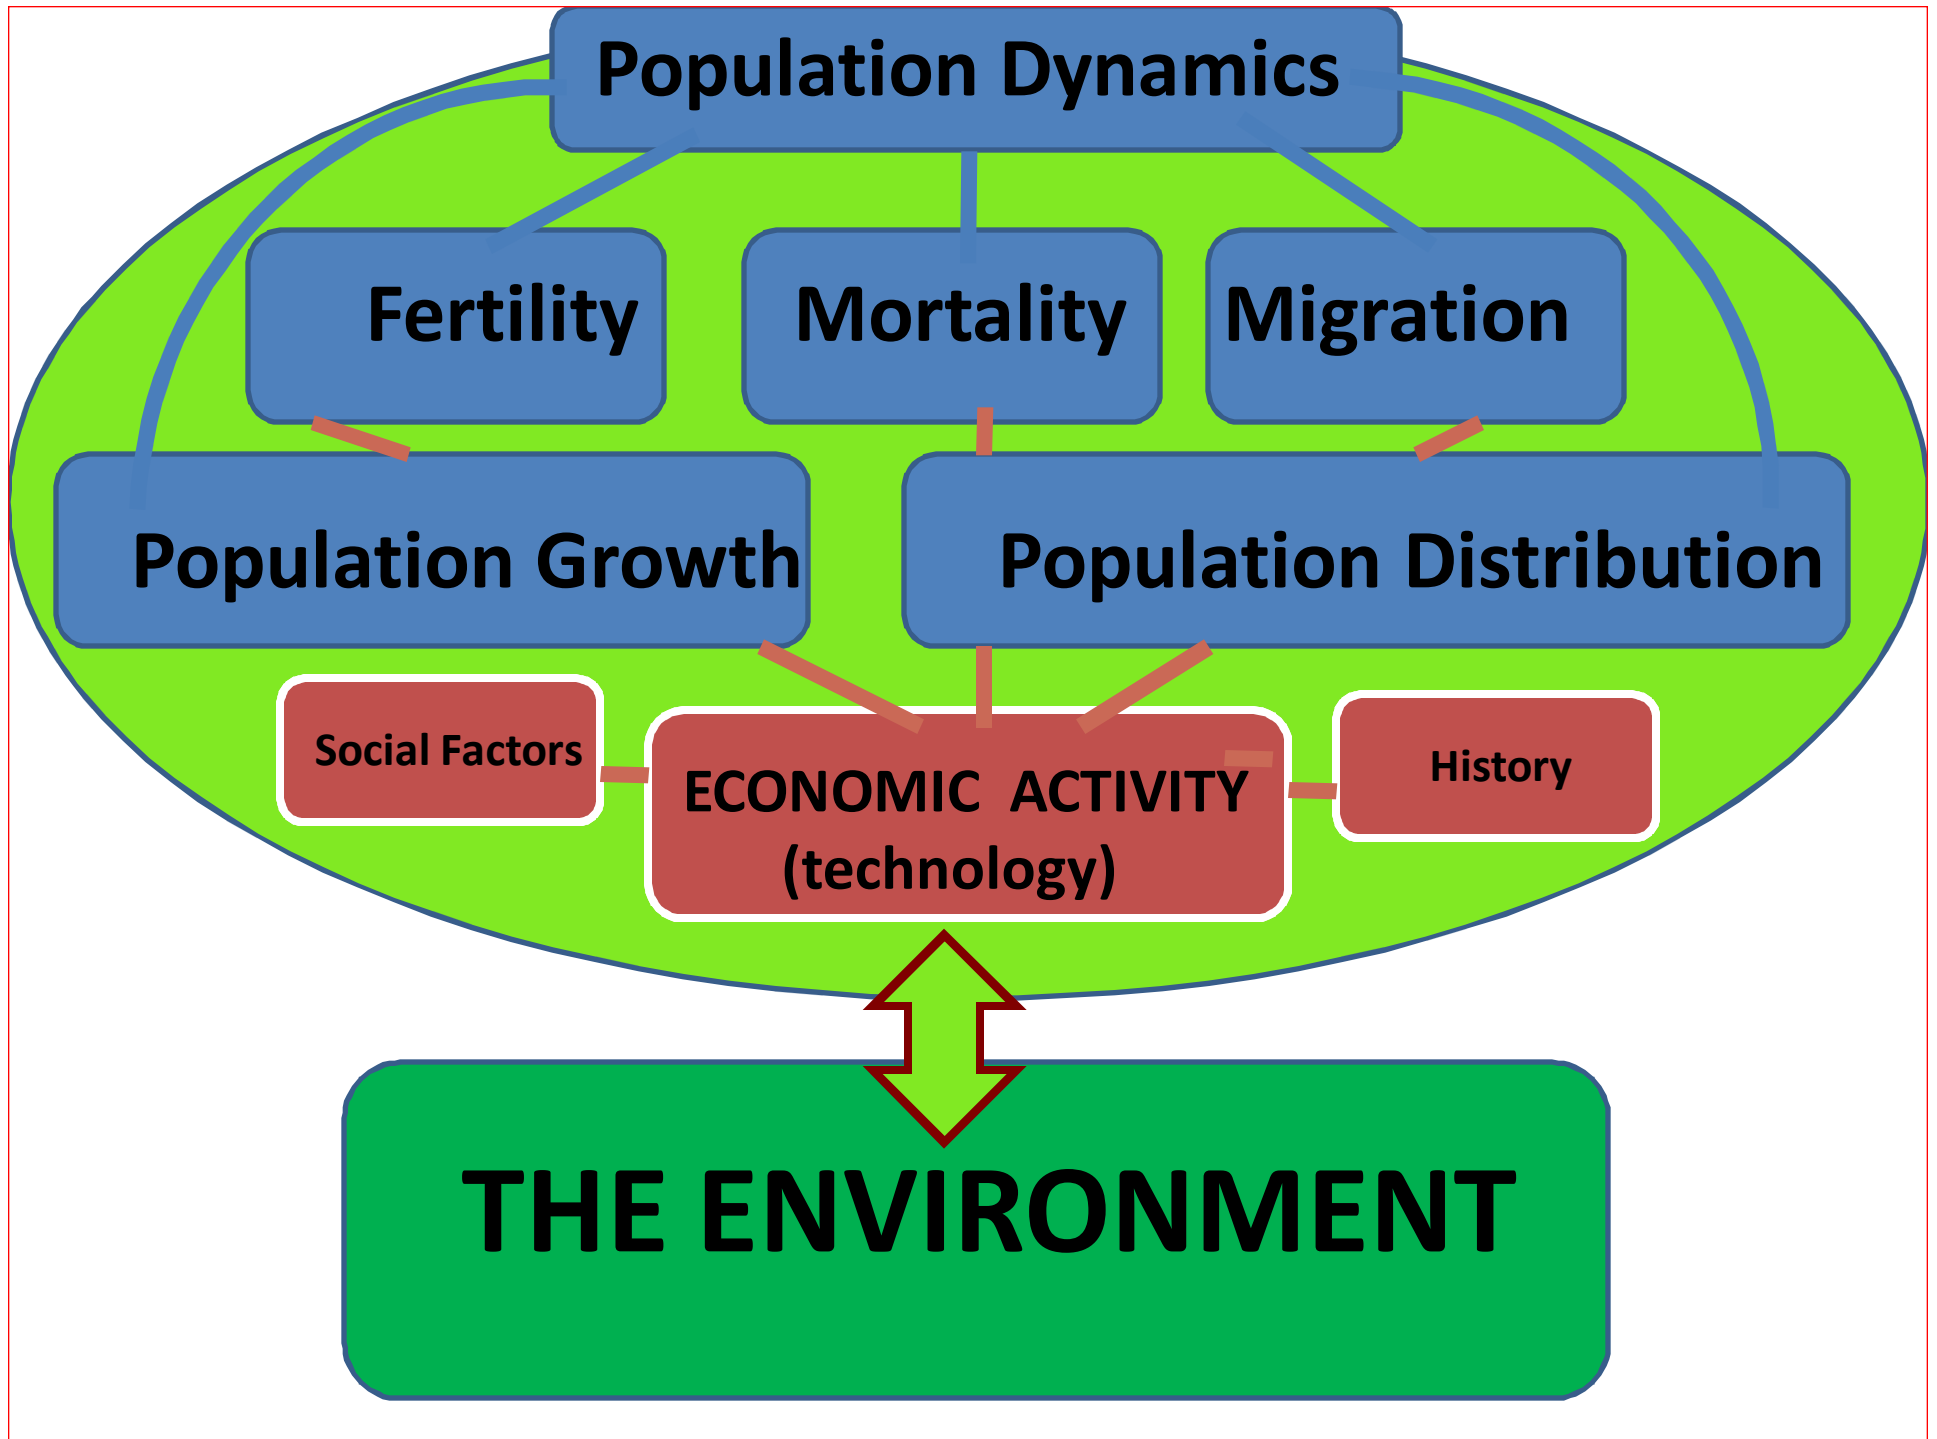 Population Dynamics
Fertility
Mortality
Migration
Population Growth
Population Distribution
Social Factors
ECONOMIC ACTIVITY
(technology)
History
THE ENVIRONMENT